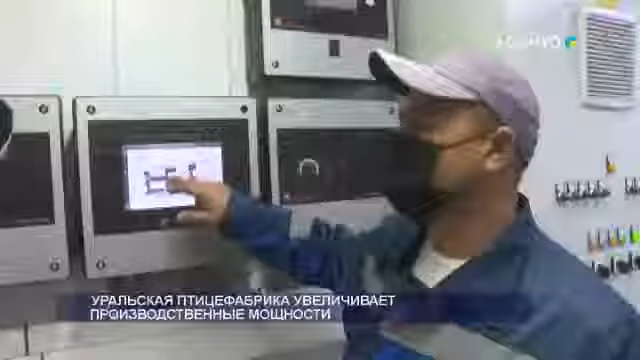 УРАЛЬСКАЯ ПТИЦЕФАБРИКА УВЕЛИЧИВАЕТ
ПРОИЗВОДСТВЕННЫЕ МОЩНОСТИ